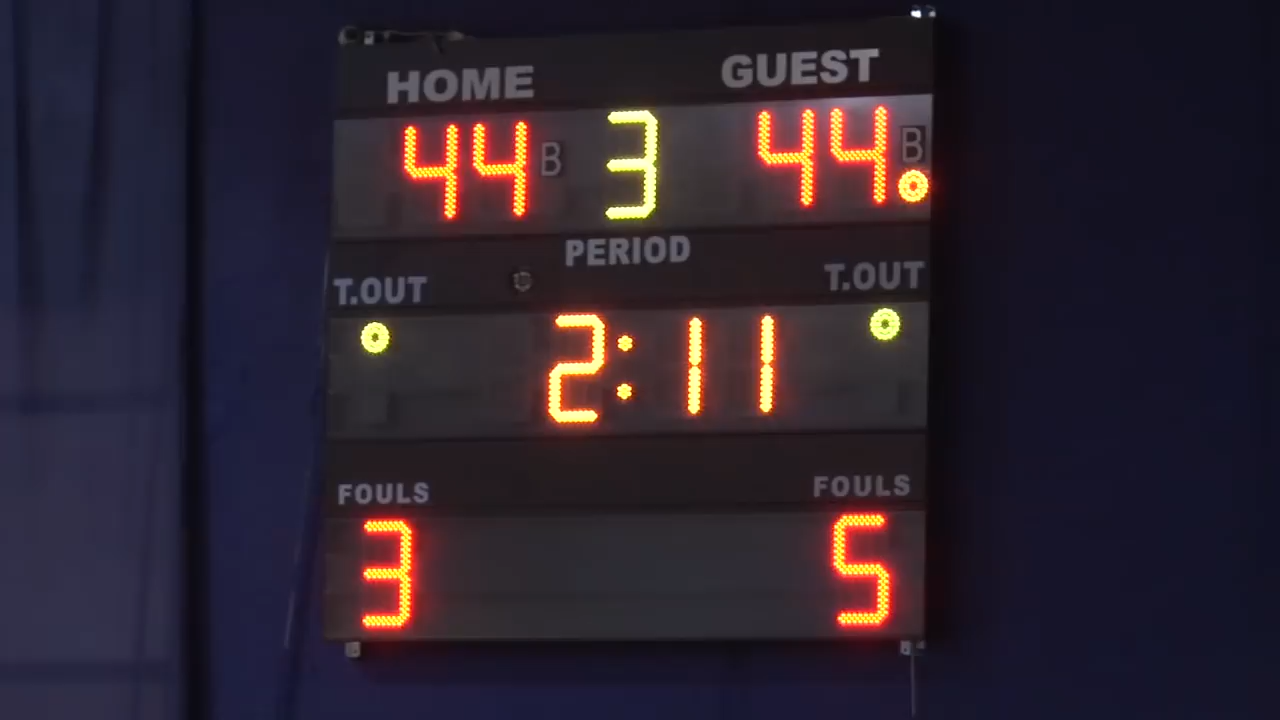 HOME GUEST
44 B 3 44 B
PERIOD
T.OUT T.OUT
2:11
FOULS FOULS
3 5